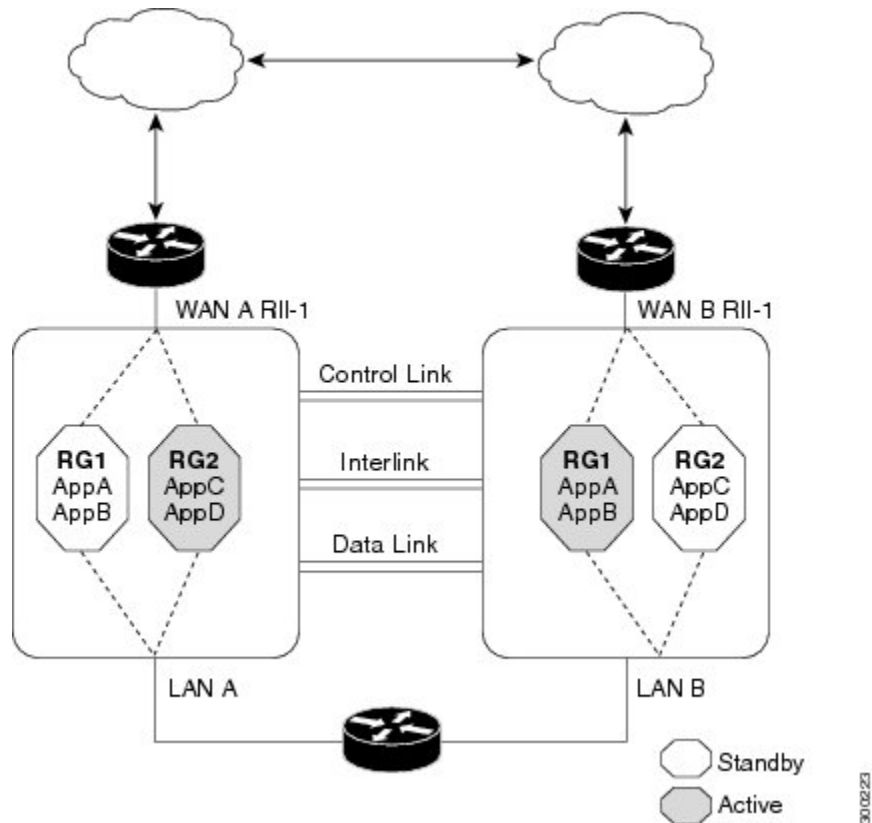 WAN A RII-1
WAN B RII-1
Control Link
RG1
AppA
AppB
RG2
AppC
AppD
Interlink
RG1
AppA
AppB
RG2
AppC
AppD
Data Link
LAN A
LAN B
Standby
Active
300223